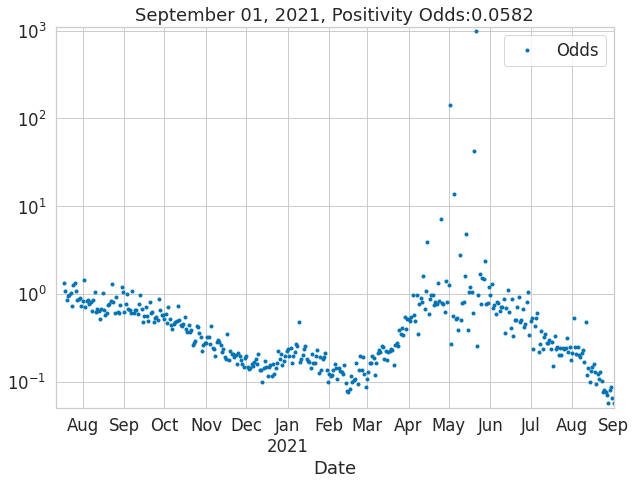 September 01, 2021, Positivity Odds:0.0582
Odds
10³
10²
10¹
10⁰
10⁻¹
Aug Sep Oct Nov Dec Jan Feb Mar Apr May Jun Jul Aug Sep
2021
Date